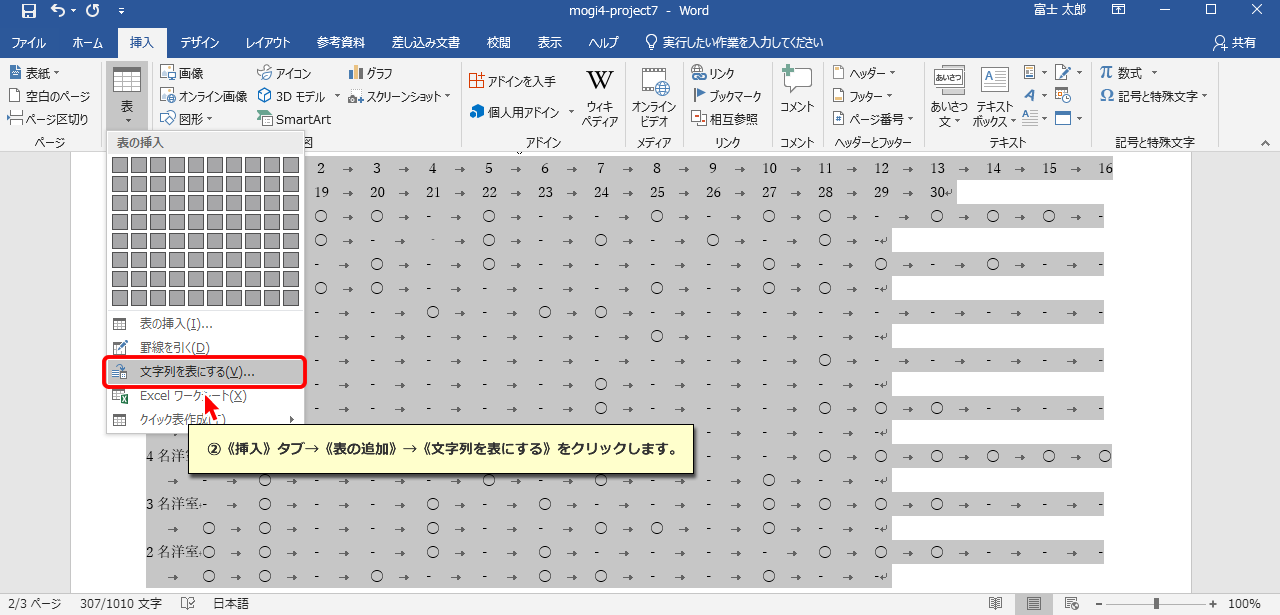 mogi4-project7 - Word
富士 太郎
ファイル ホーム 挿入 デザイン レイアウト 参考資料 差し込み文書 校閲 表示 ヘルプ 実行したい作業を入力してください 共有
表紙
空白のページ
ページ区切り
ページ
表
画像
オンライン画像
図形
アイコン
3D モデル
SmartArt
グラフ
スクリーンショット
図
アドインを入手
個人用アドイン
ウィキ
ペディア
アドイン
オンライン
ビデオ
メディア
リンク
ブックマーク
相互参照
リンク
コメント
コメント
ヘッダー
フッター
ページ番号
ヘッダーとフッター
あいさつ
あいさつ
文
A
テキスト
ボックス
テキスト
π 数式
Ω 記号と特殊文字
記号と特殊文字
表の挿入
表の挿入(I)...
罫線を引く(D)
文字列を表にする(V)...
Excel ワークシート(X)
クイック表作成(T)
②《挿入》タブ→《表の追加》→《文字列を表にする》をクリックします。
2 → 3 → 4 → 5 → 6 → 7 → 8 → 9 → 10 → 11 → 12 → 13 → 14 → 15 → 16
19 → 20 → 21 → 22 → 23 → 24 → 25 → 26 → 27 → 28 → 29 → 30
○ → ○ → - → ○ → - → - → ○ → - → ○ → ○ → - → → ○ → ○ → ○ → -
○ → - → - → ○ → - → ○ → - → ○ → - → ○ → -
- → ○ → - → ○ → - → - → - → - → ○ → - → ○ → - → ○ → - → -
○ → ○ → - → - → - → - → ○ → - → ○ → ○ → -
- → - → ○ → - → ○ → ○ → - → - → - → - → - → - → - → - → -
- → - → - → - → - → - → ○ → - → - → - → -
- → - → - → - → - → - → - → - → - → ○ → - → - → - → - → -
- → - → - → - → - → ○ → - → - → - → - → -
- → - → - → - → - → ○ → - → - → - → ○ → ○ → ○ → - → - → -
4 名洋室
- → - → ○ → ○ → ○ → ○ → ○ → ○
→ - → ○ → - → - → - → ○ → - → ○ → - → - → ○ → - → -
3 名洋室 - → ○ → - → - → ○ → - → ○ → - → - → - → ○ → ○ → ○ → ○ → - → - → -
→ ○ → ○ → - → - → ○ → - → - → ○ → ○ → - → ○ → - → -
2 名洋室 ○ → ○ → - → - → ○ → - → ○ → - → - → - → - → ○ → ○ → ○ → - → - → -
→ ○ → ○ → - → ○ → - → - → ○ → ○ → - → - → ○ → - → -
2/3 ページ 307/1010 文字 日本語 100%